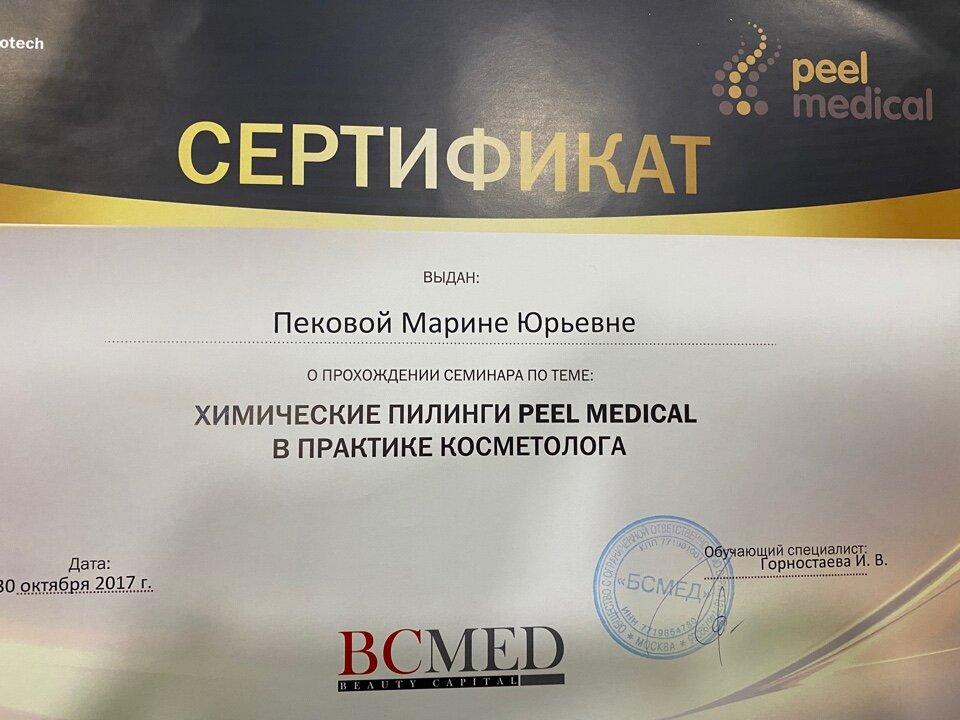 otech
peel
medical
СЕРТИФИКАТ
ВЫДАН:
Пековой Марине Юрьевне
О ПРОХОЖДЕНИИ СЕМИНАРА ПО ТЕМЕ:
ХИМИЧЕСКИЕ ПИЛИНГИ PEEL MEDICAL
В ПРАКТИКЕ КОСМЕТОЛОГА
Дата:
30 октября 2017 г.
Обучающий специалист:
Горностаева И. В.
«БСМЕД»
МОСКВА
BCMED
BEAUTY CAPITAL